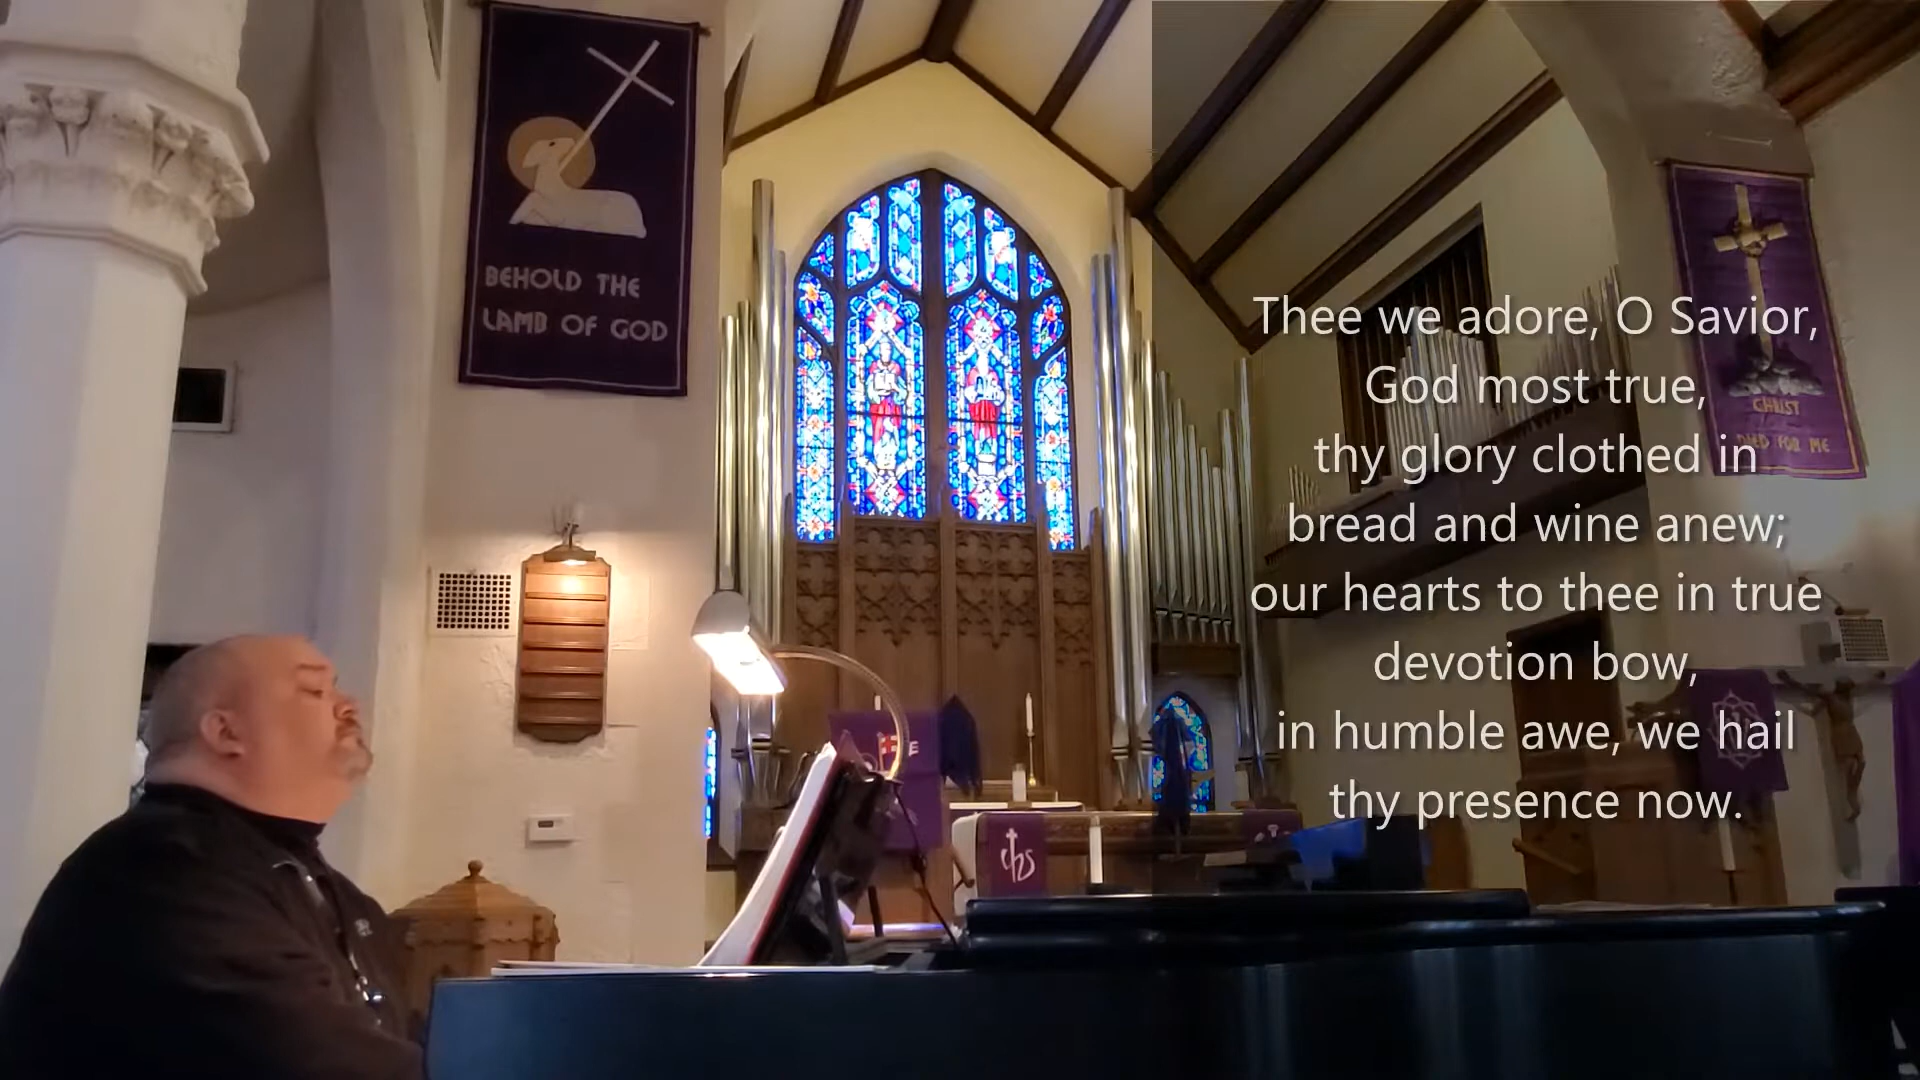 BEHOLD THE
LAMB OF GOD
Thee we adore, O Savior,
God most true,
thy glory clothed in
bread and wine anew;
our hearts to thee in true
devotion bow,
in humble awe, we hail
thy presence now.
CHRIST
DIED FOR ME
ihs